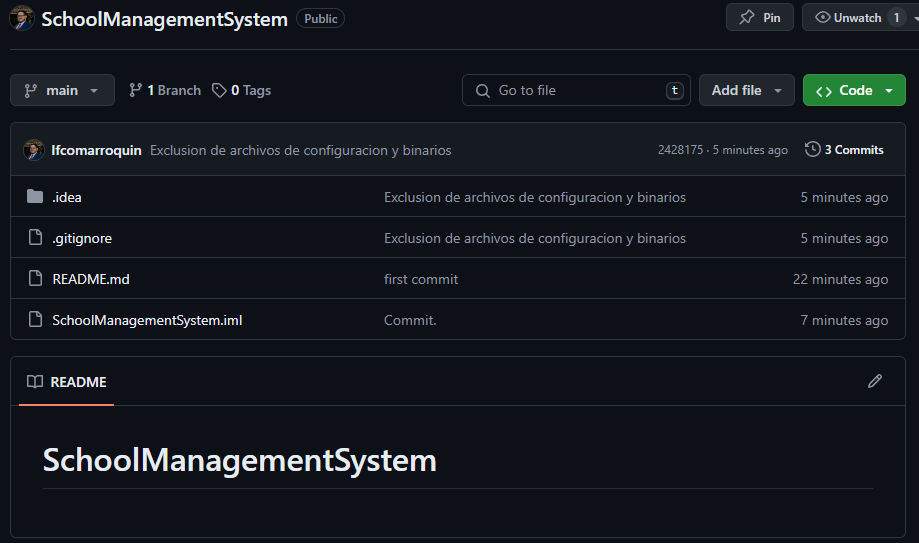 SchoolManagementSystem Public Pin Unwatch 1
main 1 Branch 0 Tags Go to file t Add file Code
lfcomarroquin Exclusion de archivos de configuracion y binarios 2428175 · 5 minutes ago 3 Commits
.idea Exclusion de archivos de configuracion y binarios 5 minutes ago
.gitignore Exclusion de archivos de configuracion y binarios 5 minutes ago
README.md first commit 22 minutes ago
SchoolManagementSystem.iml Commit. 7 minutes ago
README
SchoolManagementSystem